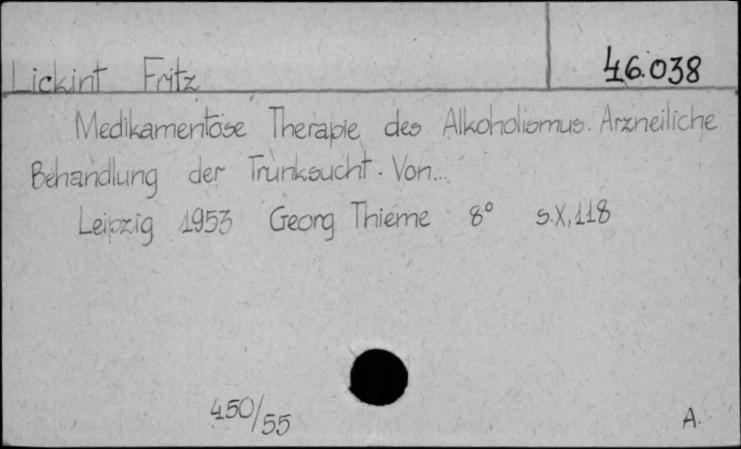 Lickint Fritz
46.038
Medikamentöse Therapie des Alkoholismus. Arzneiliche
Behandlung der Trunksucht. Von...
Leipzig 1953 Georg Thieme 8° S.X,118
450/55
A.